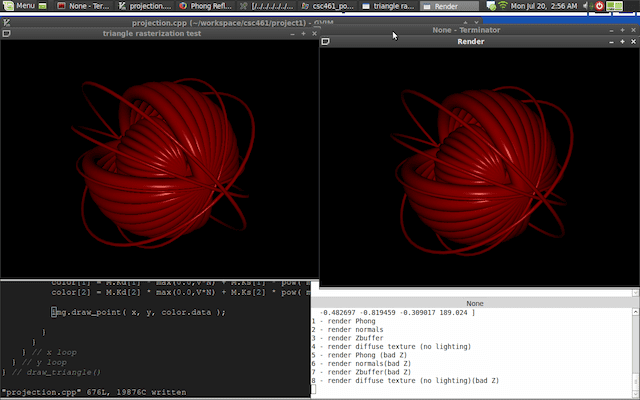 Menu
None - Ter...
projection....
Phong Refl...
[/./././././...
csc461_po...
triangle ra...
Render
Mon Jul 20, 2:56 AM
projection.cpp (~/workspace/csc461/project1) - GVIM
triangle rasterization test
None - Terminator
Render
color[1] = M.Kd[1] * max(0.0,V*N) + M.Ks[1] * pow( m
color[2] = M.Kd[2] * max(0.0,V*N) + M.Ks[2] * pow( m
img.draw_point( x, y, color.data );
}
}
} // x loop
} // y loop
} // draw_triangle()
"projection.cpp" 676L, 19876C written
None
-0.482697 -0.819459 -0.309017 189.024 ]
1 - render Phong
2 - render normals
3 - render Zbuffer
4 - render diffuse texture (no lighting)
5 - render Phong (bad Z)
6 - render normals(bad Z)
7 - render Zbuffer(bad Z)
8 - render diffuse texture (no lighting)(bad Z)